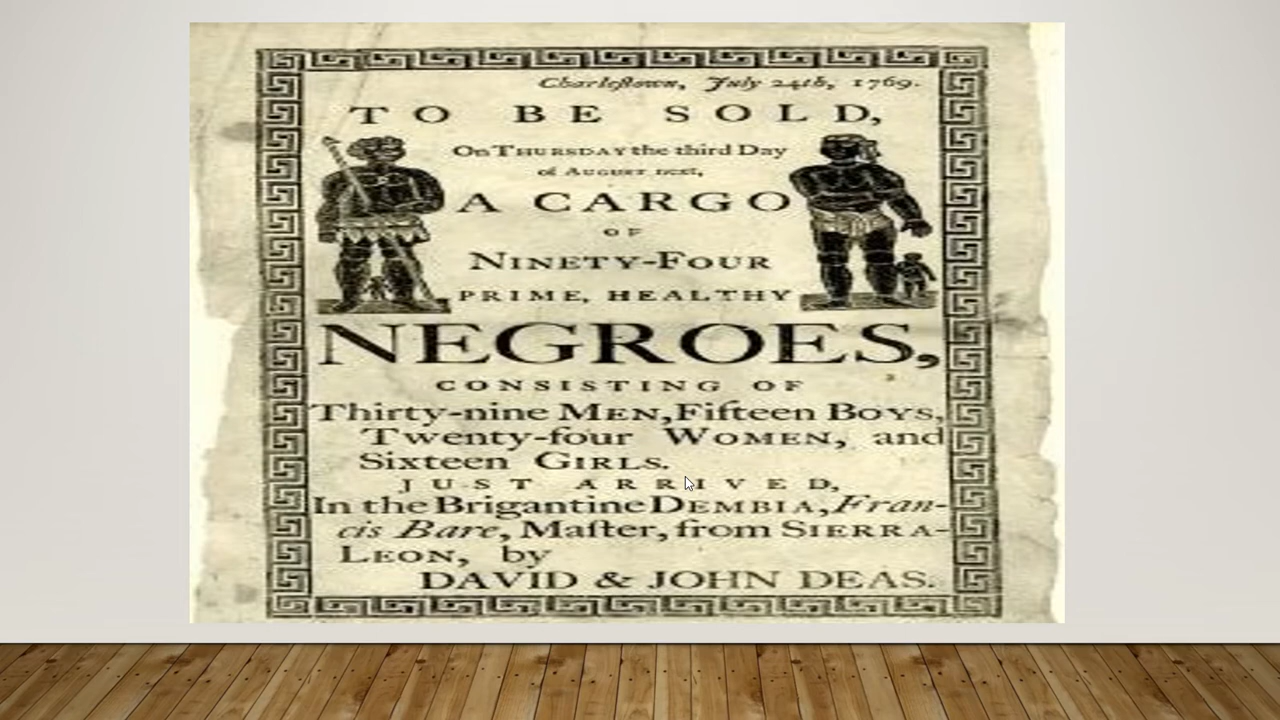 Charleſtown, July 24th, 1769.
TO BE SOLD,
On THURSDAY the third Day
of AUGUST next,
A CARGO
OF
NINETY-FOUR
PRIME, HEALTHY
NEGROES,
CONSISTING OF
Thirty-nine MEN, Fifteen BOYS,
Twenty-four WOMEN, and
Sixteen GIRLS.
JUST ARRIVED,
In the Brigantine DEMBIA, Fran-
cis Bare, Maſter, from SIERRA-
LEON, by
DAVID & JOHN DEAS.